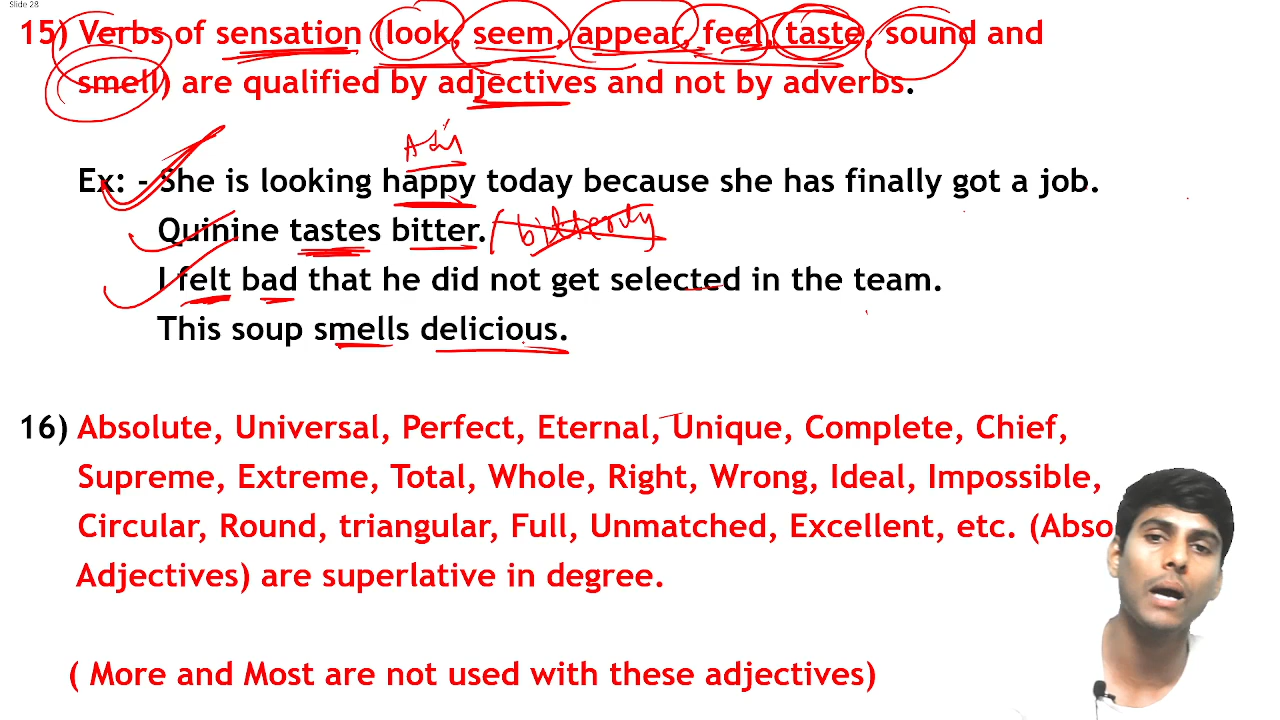 Slide 28
15) Verbs of sensation (look, seem, appear, feel, taste, sound and
smell) are qualified by adjectives and not by adverbs.
Adj
Ex: - She is looking happy today because she has finally got a job.
Quinine tastes bitter. (bitterly
I felt bad that he did not get selected in the team.
This soup smells delicious.
16) Absolute, Universal, Perfect, Eternal, Unique, Complete, Chief,
Supreme, Extreme, Total, Whole, Right, Wrong, Ideal, Impossible,
Circular, Round, triangular, Full, Unmatched, Excellent, etc. (Abso
Adjectives) are superlative in degree.
( More and Most are not used with these adjectives)